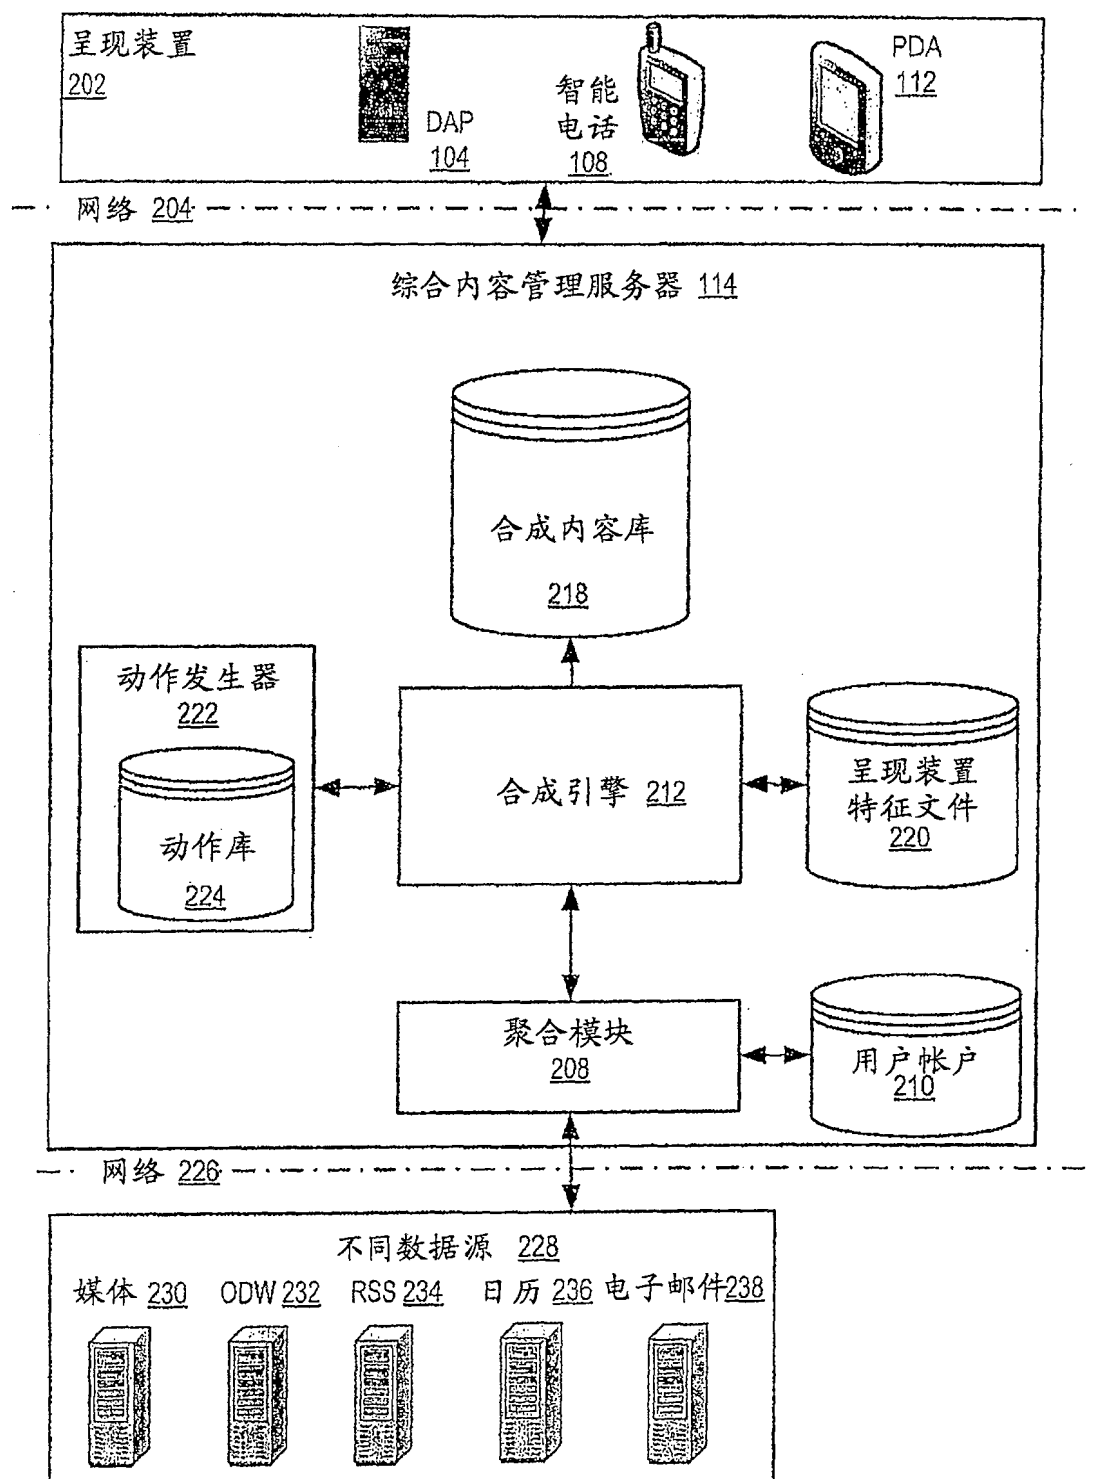 呈现装置
202
DAP
104
智能
电话
108
PDA
112
网络 204
综合内容管理服务器 114
合成内容库
218
动作发生器
222
动作库
224
合成引擎 212
呈现装置
特征文件
220
聚合模块
208
用户帐户
210
网络 226
不同数据源 228
媒体 230 ODW 232 RSS 234 日历 236 电子邮件 238